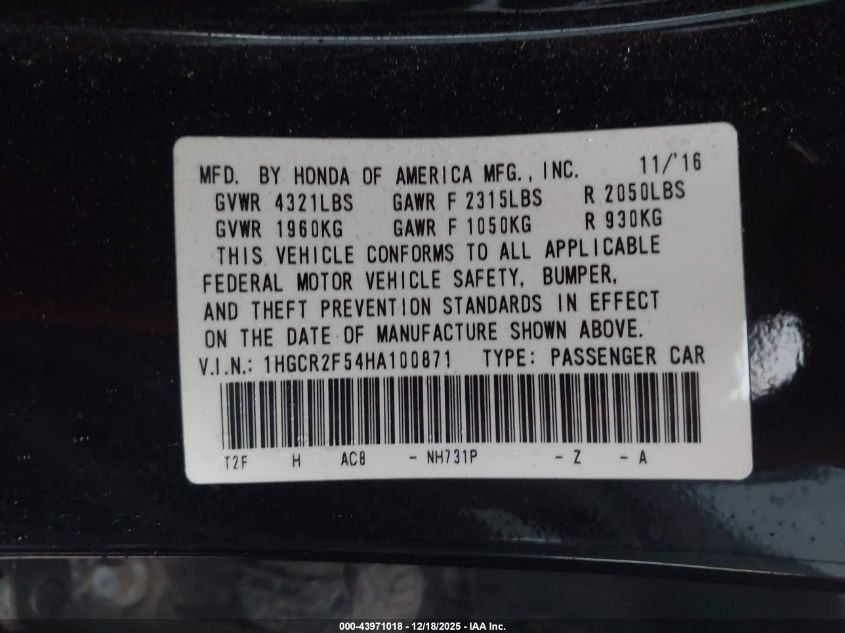 MFD. BY HONDA OF AMERICA MFG., INC. 11/'16
GVWR 4321LBS GAWR F 2315LBS R 2050LBS
GVWR 1960KG GAWR F 1050KG R 930KG
THIS VEHICLE CONFORMS TO ALL APPLICABLE
FEDERAL MOTOR VEHICLE SAFETY, BUMPER,
AND THEFT PREVENTION STANDARDS IN EFFECT
ON THE DATE OF MANUFACTURE SHOWN ABOVE.
V.I.N.: 1HGCR2F54HA100871 TYPE: PASSENGER CAR
T2F H AC8 - NH731P - Z - A
000-43971018 - 12/18/2025 - IAA Inc.